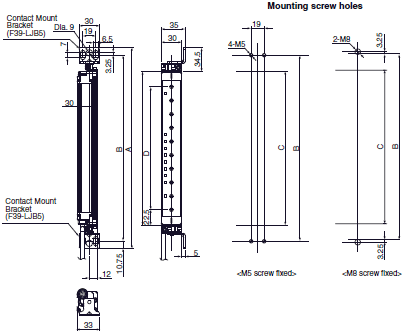 Mounting screw holes
Contact Mount
Bracket
(F39-LJB5)
30
Dia. 9
19
6.5
7
3.25
30
B
A
Contact Mount
Bracket
(F39-LJB5)
10.75
12
33
35
30
34.5
D
22.5
5
19
4-M5
C
B
<M5 screw fixed>
2-M8
3.25
C
B
3.25
<M8 screw fixed>